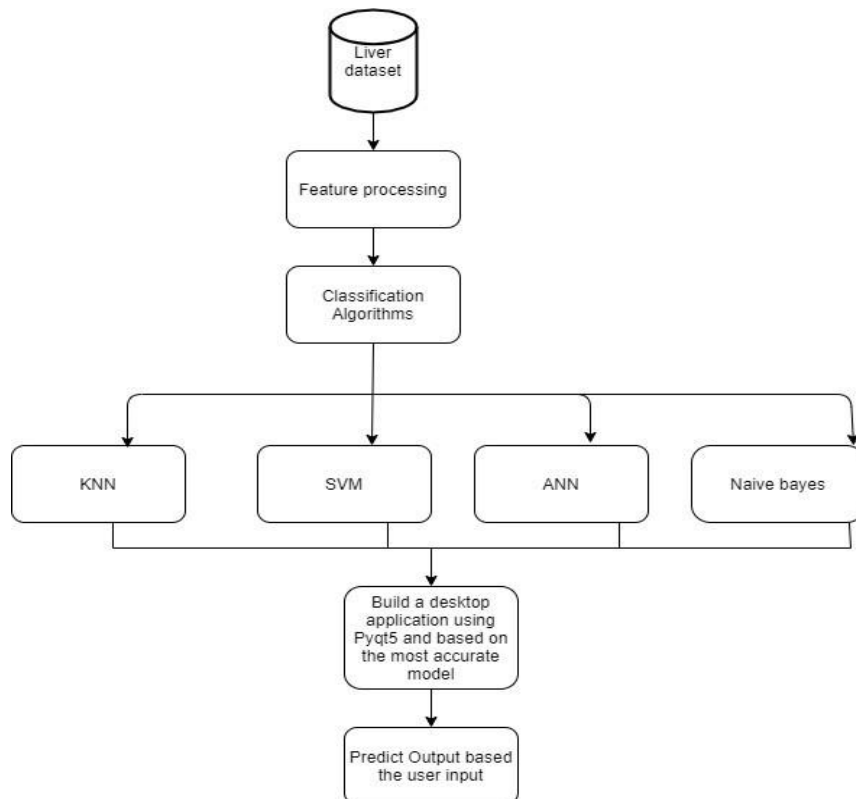 Liver
dataset
Feature processing
Classification
Algorithms
KNN
SVM
ANN
Naive bayes
Build a desktop
application using
Pyqt5 and based on
the most accurate
model
Predict Output based
the user input